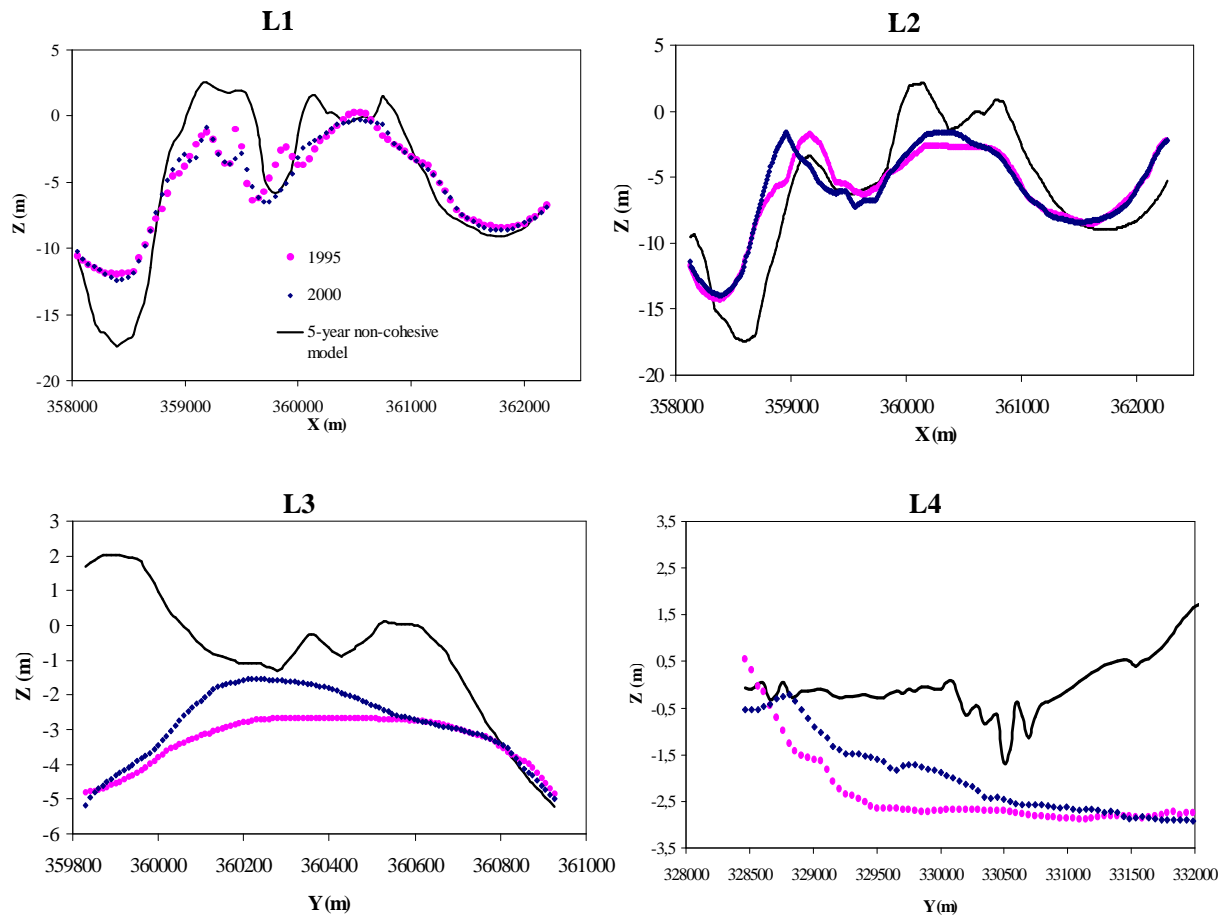 L1
5
0
-5
-10
-15
-20
Z (m)
1995
2000
5-year non-cohesive
model
358000 359000 360000 361000 362000
X (m)
L2
5
0
-5
-10
-15
-20
Z (m)
358000 359000 360000 361000 362000
X (m)
L3
3
2
1
0
-1
-2
-3
-4
-5
-6
Z (m)
359800 360000 360200 360400 360600 360800 361000
Y (m)
L4
3,5
2,5
1,5
0,5
-0,5
-1,5
-2,5
-3,5
Z (m)
328000 328500 329000 329500 330000 330500 331000 331500 332000
Y (m)